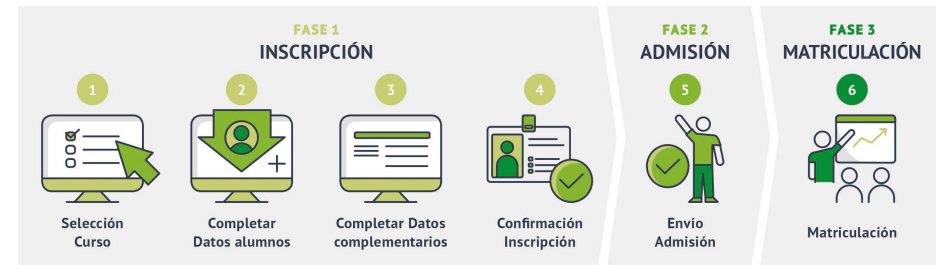 FASE 1
INSCRIPCIÓN
1
2
3
4
Selección
Curso
Completar
Datos alumnos
Completar Datos
complementarios
Confirmación
Inscripción
FASE 2
ADMISIÓN
5
Envío
Admisión
FASE 3
MATRICULACIÓN
6
Matriculación